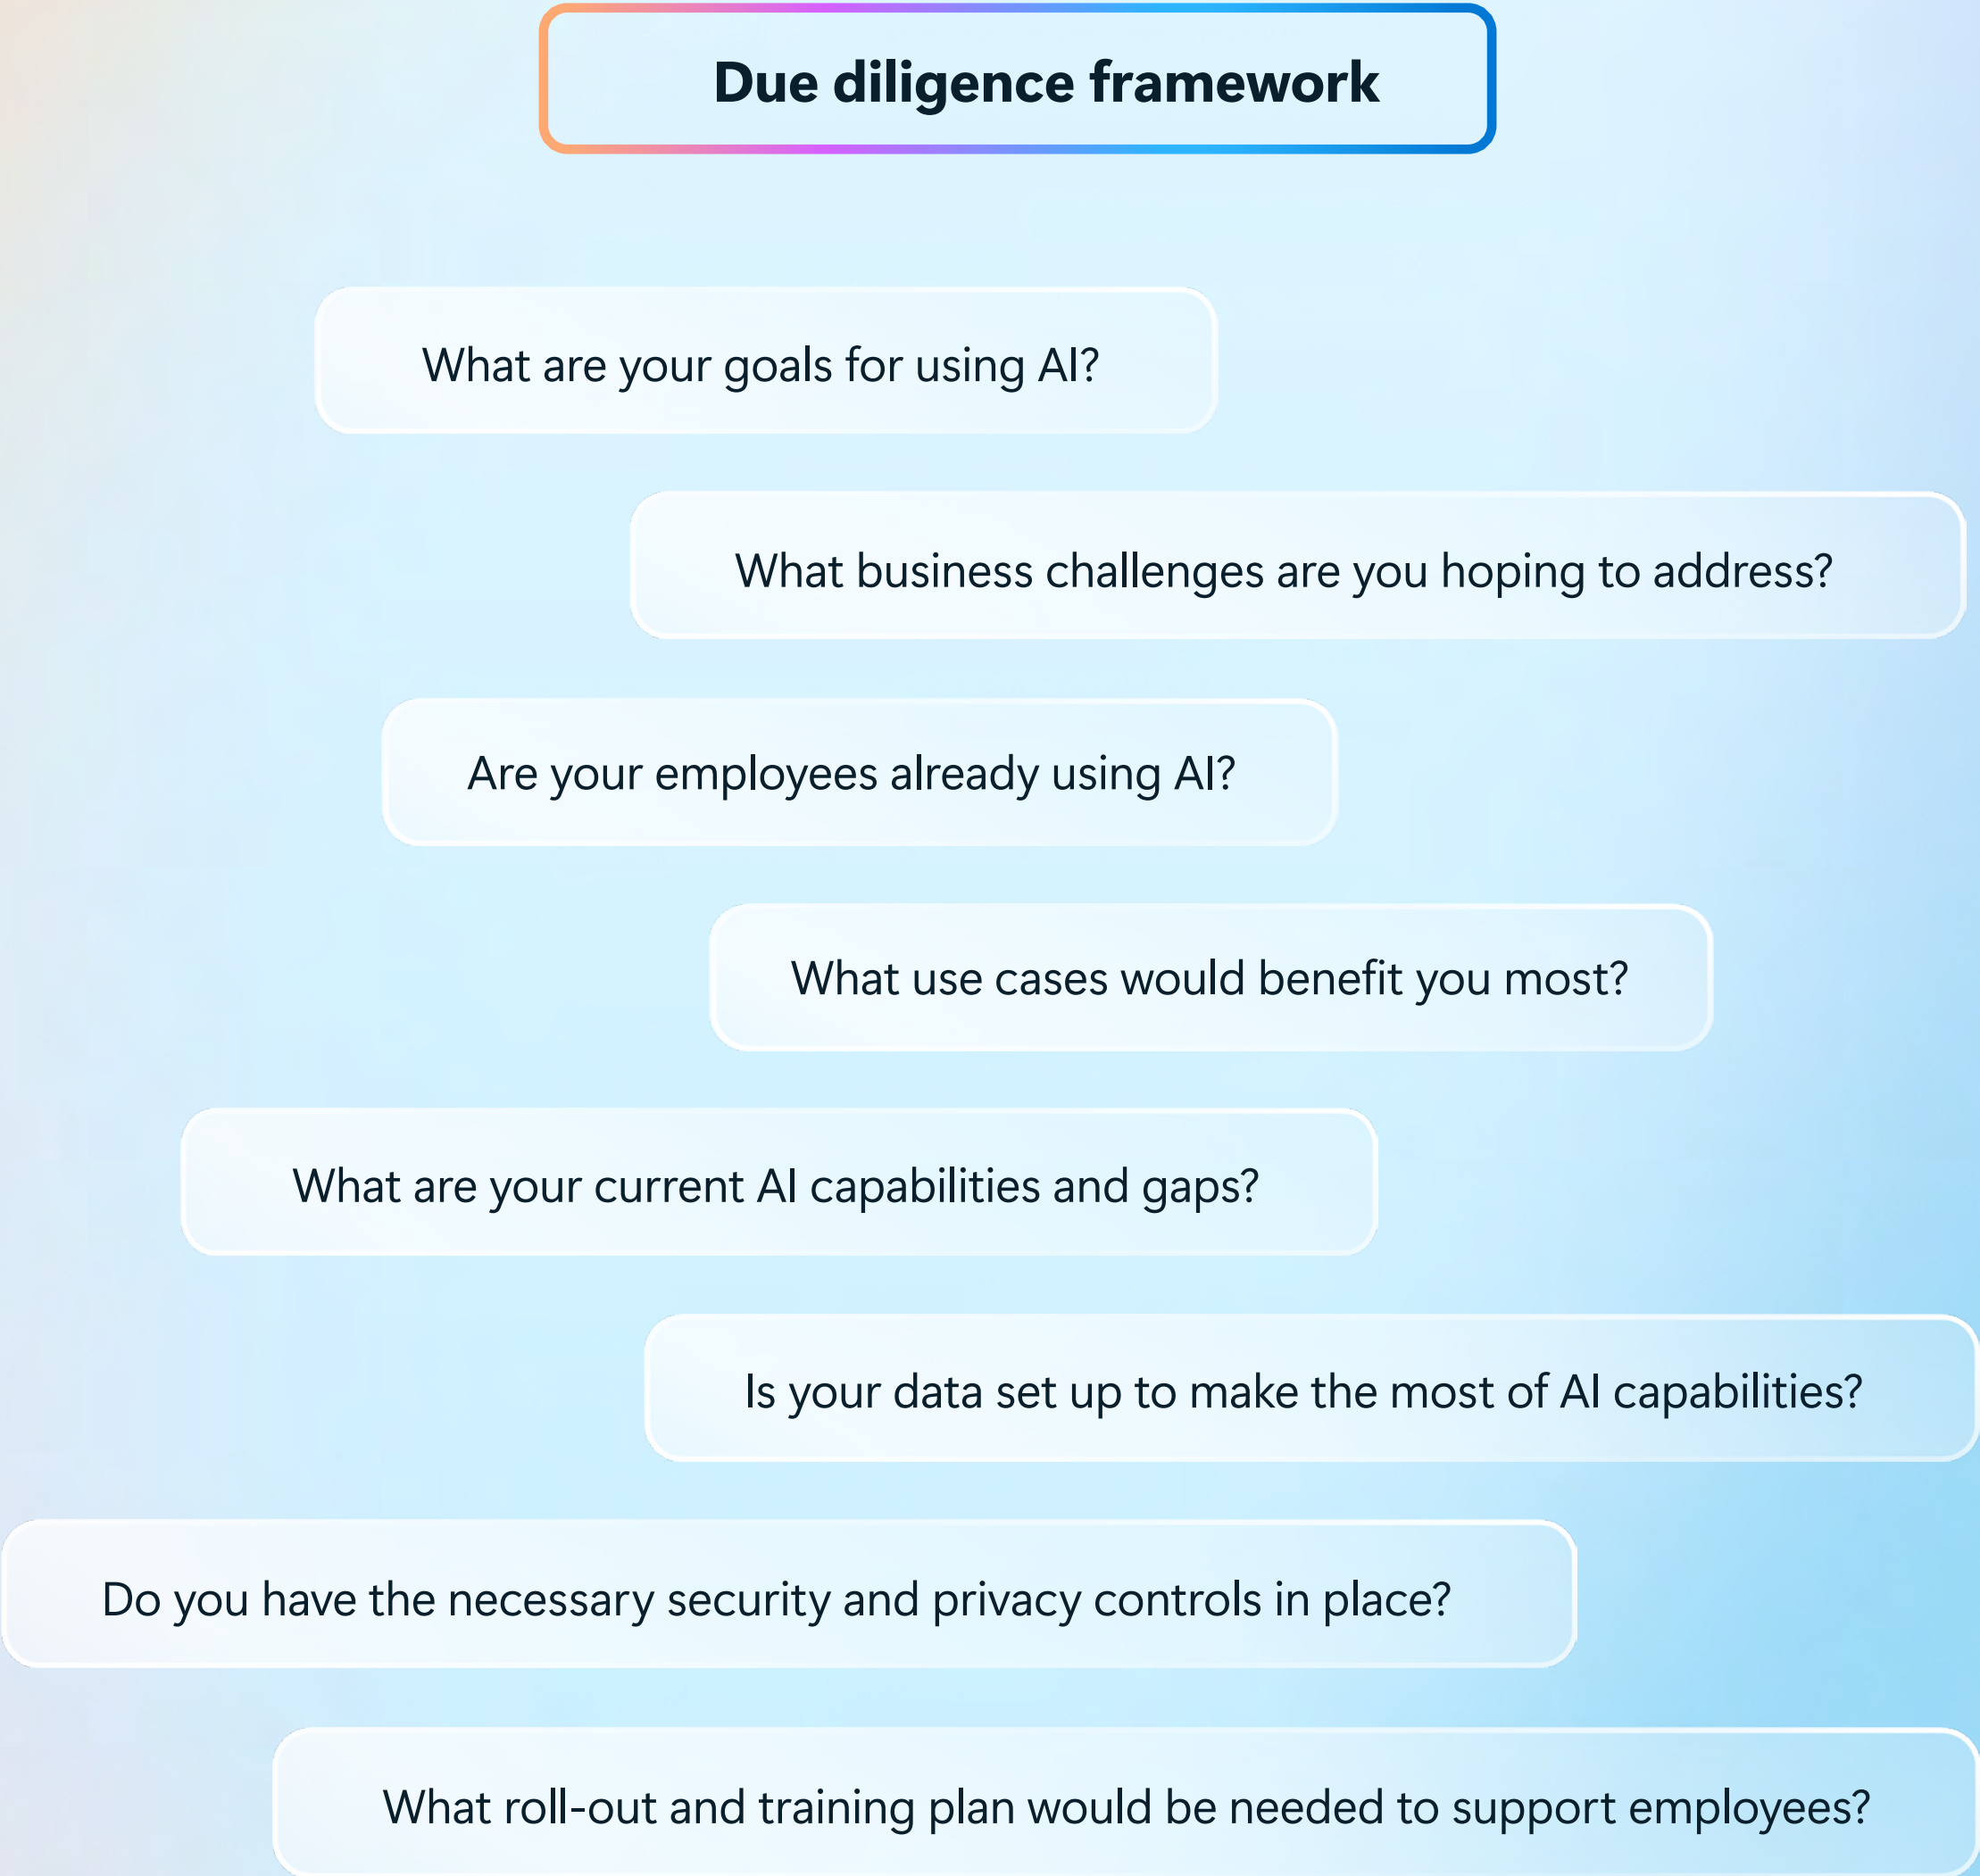 Due diligence framework
What are your goals for using AI?
What business challenges are you hoping to address?
Are your employees already using AI?
What use cases would benefit you most?
What are your current AI capabilities and gaps?
Is your data set up to make the most of AI capabilities?
Do you have the necessary security and privacy controls in place?
What roll-out and training plan would be needed to support employees?